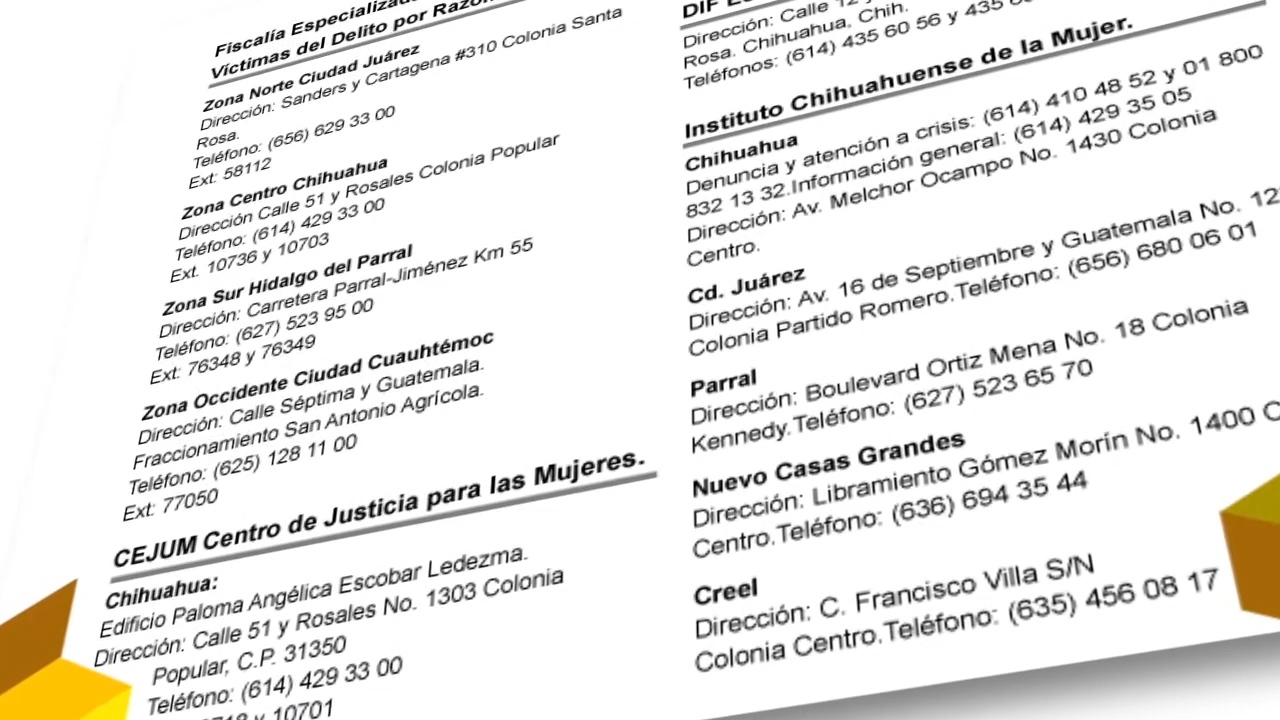 Fiscalía Especializada
Víctimas del Delito por
Zona Norte Ciudad Juárez
Dirección: Sanders y Cartagena #310 Colonia Santa
Rosa.
Teléfono: (656) 629 33 00
Ext: 58112
Zona Centro Chihuahua
Dirección Calle 51 y Rosales Colonia Popular
Teléfono: (614) 429 33 00
Ext. 10736 y 10703
Zona Sur Hidalgo del Parral
Dirección: Carretera Parral-Jiménez Km 55
Teléfono: (627) 523 95 00
Ext: 76348 y 76349
Zona Occidente Ciudad Cuauhtémoc
Dirección: Calle Séptima y Guatemala.
Fraccionamiento San Antonio Agrícola.
Teléfono: (625) 128 11 00
Ext: 77050
CEJUM Centro de Justicia para las Mujeres.
Chihuahua:
Edificio Paloma Angélica Escobar Ledezma.
Dirección: Calle 51 y Rosales No. 1303 Colonia
Popular, C.P. 31350
Teléfono: (614) 429 33 00
y 10701
DIF
Dirección: Calle
Rosa. Chihuahua, Chih.
Teléfonos: (614) 435 60 56 y 435
Instituto Chihuahuense de la Mujer.
Chihuahua
Denuncia y atención a crisis: (614) 410 48 52 y 01 800
832 13 32.Información general: (614) 429 35 05
Dirección: Av. Melchor Ocampo No. 1430 Colonia
Centro.
Cd. Juárez
Dirección: Av. 16 de Septiembre y Guatemala No.
Colonia Partido Romero.Teléfono: (656) 680 06 01
Parral
Dirección: Boulevard Ortiz Mena No. 18 Colonia
Kennedy.Teléfono: (627) 523 65 70
Nuevo Casas Grandes
Dirección: Libramiento Gómez Morín No. 1400
Centro.Teléfono: (636) 694 35 44
Creel
Dirección: C. Francisco Villa S/N
Colonia Centro.Teléfono: (635) 456 08 17